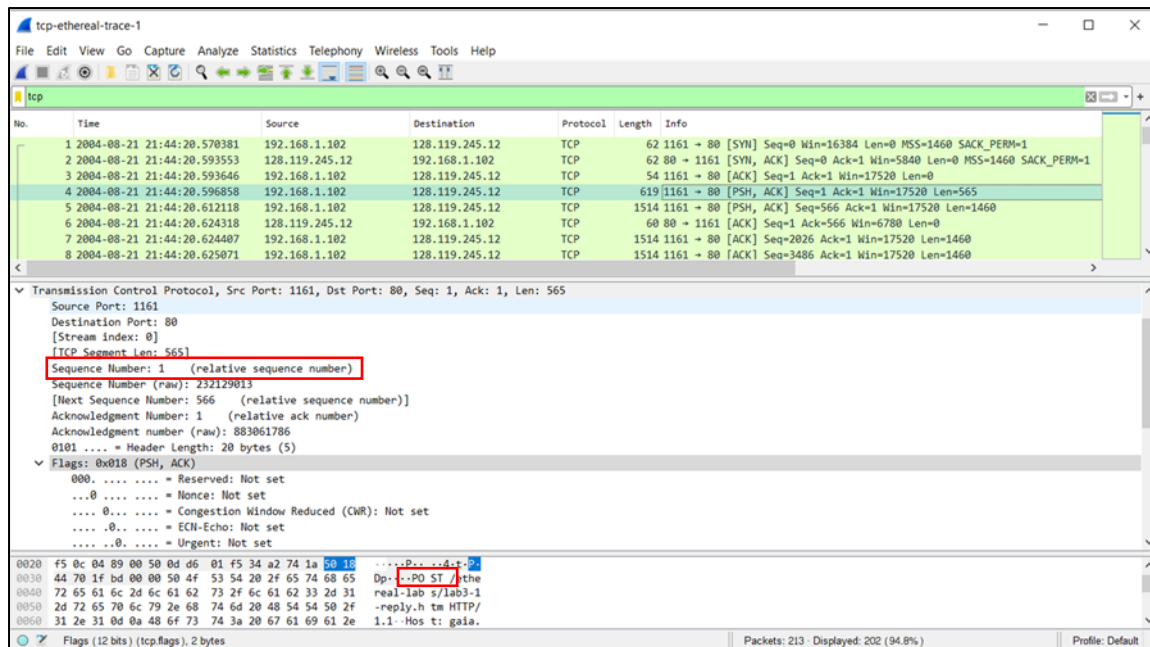 tcp-ethereal-trace-1
File Edit View Go Capture Analyze Statistics Telephony Wireless Tools Help
tcp
No. Time Source Destination Protocol Length Info
1 2004-08-21 21:44:20.570381 192.168.1.102 128.119.245.12 TCP 62 1161 → 80 [SYN] Seq=0 Win=16384 Len=0 MSS=1460 SACK_PERM=1
2 2004-08-21 21:44:20.593553 128.119.245.12 192.168.1.102 TCP 62 80 → 1161 [SYN, ACK] Seq=0 Ack=1 Win=5840 Len=0 MSS=1460 SACK_PERM=1
3 2004-08-21 21:44:20.593646 192.168.1.102 128.119.245.12 TCP 54 1161 → 80 [ACK] Seq=1 Ack=1 Win=17520 Len=0
4 2004-08-21 21:44:20.596858 192.168.1.102 128.119.245.12 TCP 619 1161 → 80 [PSH, ACK] Seq=1 Ack=1 Win=17520 Len=565
5 2004-08-21 21:44:20.612118 192.168.1.102 128.119.245.12 TCP 1514 1161 → 80 [PSH, ACK] Seq=566 Ack=1 Win=17520 Len=1460
6 2004-08-21 21:44:20.624318 128.119.245.12 192.168.1.102 TCP 60 80 → 1161 [ACK] Seq=1 Ack=566 Win=6780 Len=0
7 2004-08-21 21:44:20.624407 192.168.1.102 128.119.245.12 TCP 1514 1161 → 80 [ACK] Seq=2026 Ack=1 Win=17520 Len=1460
8 2004-08-21 21:44:20.625071 192.168.1.102 128.119.245.12 TCP 1514 1161 → 80 [ACK] Seq=3486 Ack=1 Win=17520 Len=1460
Transmission Control Protocol, Src Port: 1161, Dst Port: 80, Seq: 1, Ack: 1, Len: 565
Source Port: 1161
Destination Port: 80
[Stream index: 0]
[TCP Segment Len: 565]
Sequence Number: 1 (relative sequence number)
Sequence Number (raw): 232129013
[Next Sequence Number: 566 (relative sequence number)]
Acknowledgment Number: 1 (relative ack number)
Acknowledgment number (raw): 883061786
0101 .... = Header Length: 20 bytes (5)
Flags: 0x018 (PSH, ACK)
000. .... .... = Reserved: Not set
...0 .... .... = Nonce: Not set
.... 0... .... = Congestion Window Reduced (CWR): Not set
.... .0.. .... = ECN-Echo: Not set
.... ..0. .... = Urgent: Not set
0020 f5 0c 04 89 00 50 0d d6 01 f5 34 a2 74 1a 50 18 ·····P·· ··4·t·P·
0030 44 70 1f bd 00 00 50 4f 53 54 20 2f 65 74 68 65 Dp····PO ST /ethe
0040 72 65 61 6c 2d 6c 61 62 73 2f 6c 61 62 33 2d 31 real-lab s/lab3-1
0050 2d 72 65 70 6c 79 2e 68 74 6d 20 48 54 54 50 2f -reply.h tm HTTP/
0060 31 2e 31 0d 0a 48 6f 73 74 3a 20 67 61 69 61 2e 1.1··Hos t: gaia.
Flags (12 bits) (tcp.flags), 2 bytes Packets: 213 · Displayed: 202 (94.8%) Profile: Default